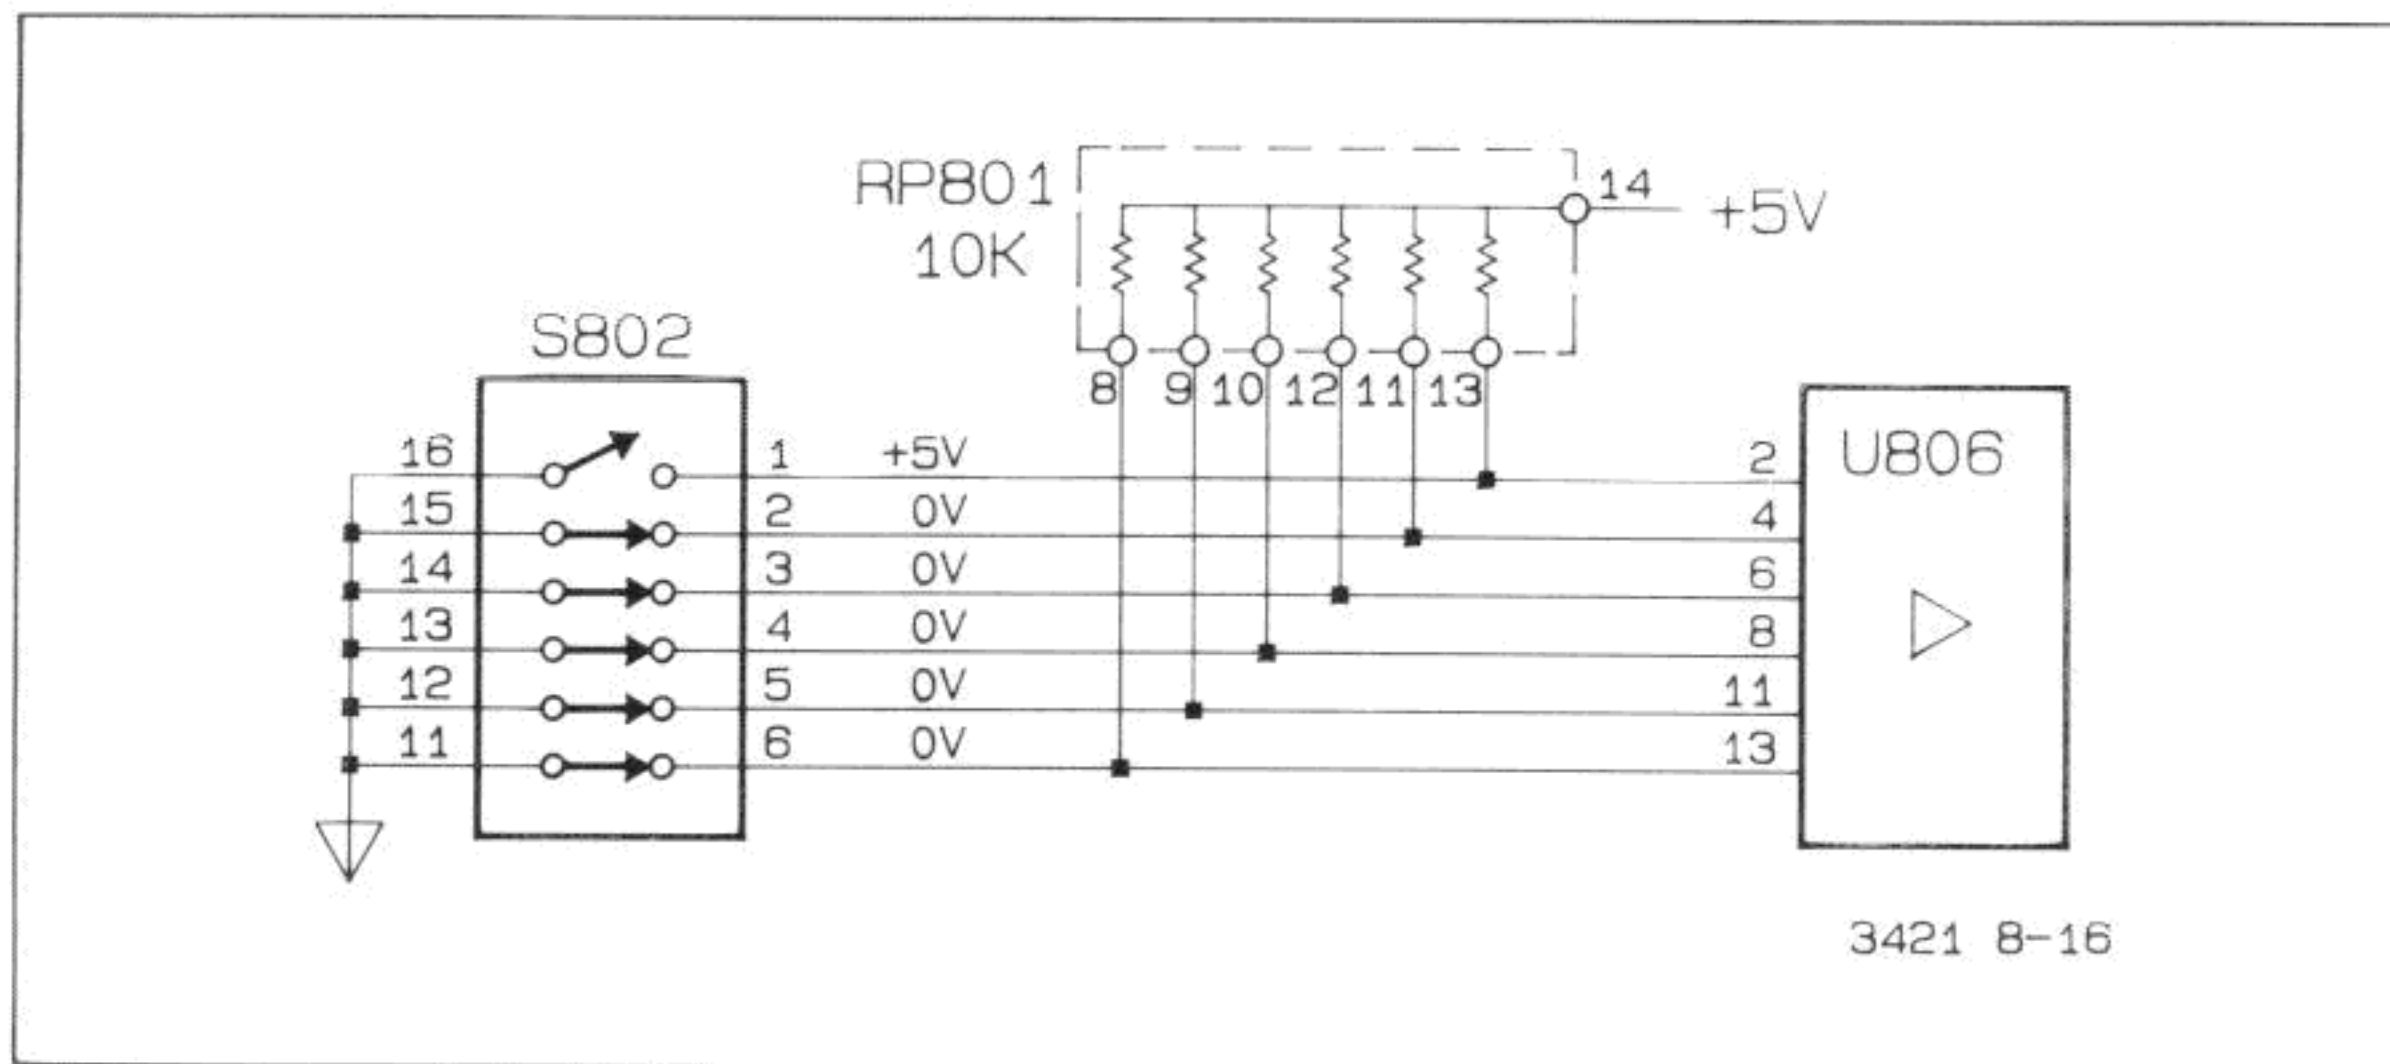 RP801
10K
14
+5V
S802
8 9 10 12 11 13
16 1 +5V 2 U806
15 2 0V 4
14 3 0V 6
13 4 0V 8
12 5 0V 11
11 6 0V 13
3421 8-16